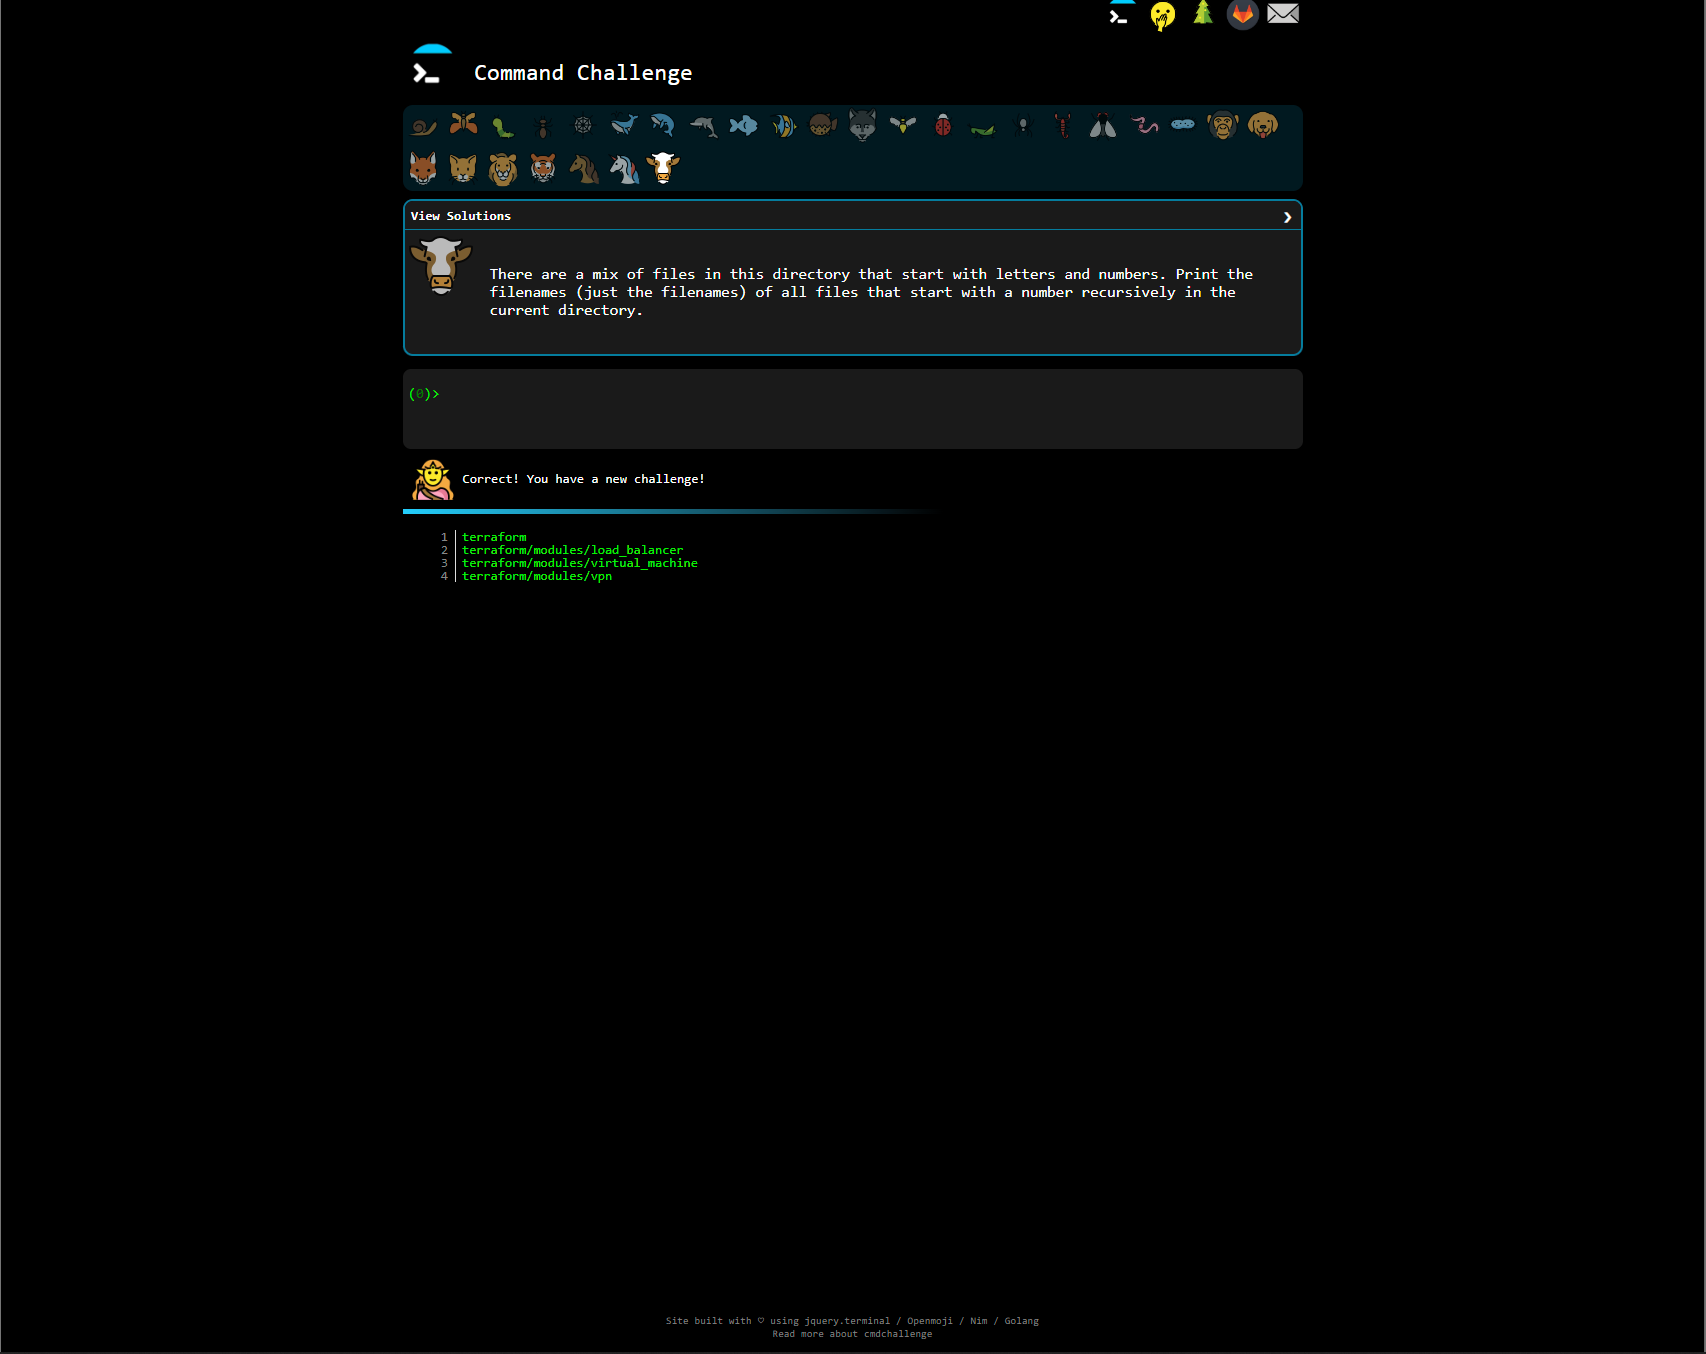 Command Challenge
View Solutions
There are a mix of files in this directory that start with letters and numbers. Print the
filenames (just the filenames) of all files that start with a number recursively in the
current directory.
(0)>
Correct! You have a new challenge!
1 terraform
2 terraform/modules/load_balancer
3 terraform/modules/virtual_machine
4 terraform/modules/vpn
Site built with ♡ using jquery.terminal / Openmoji / Nim / Golang
Read more about cmdchallenge